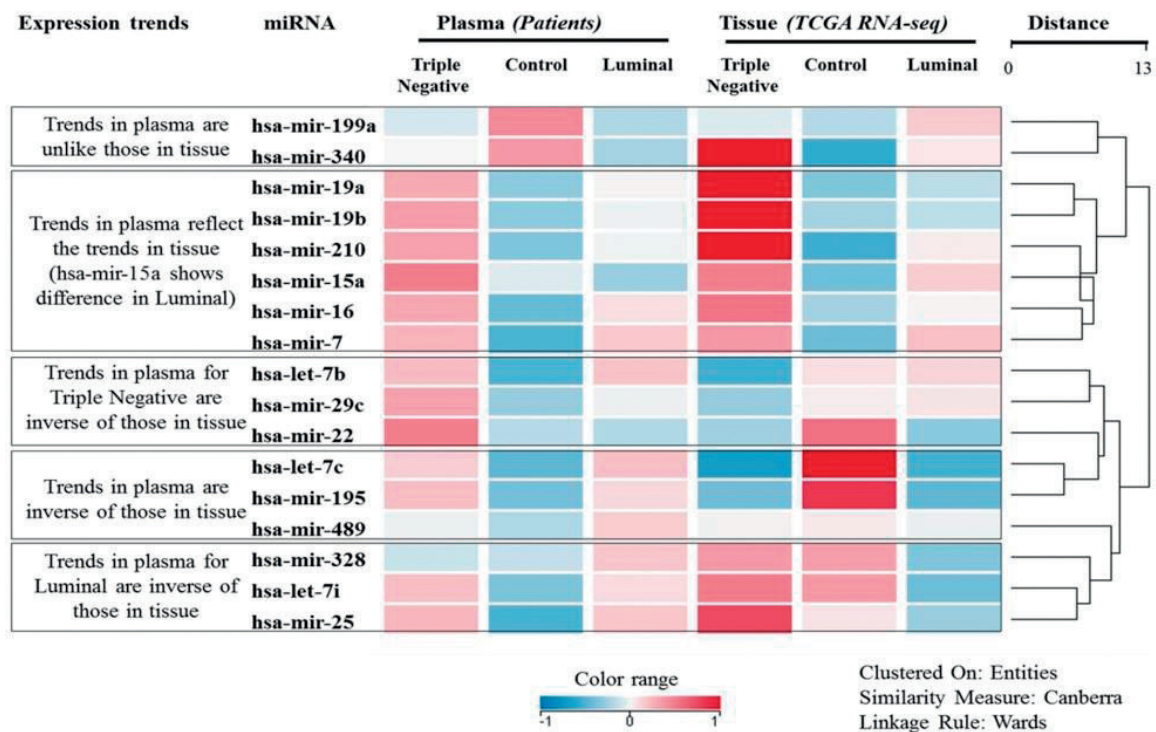 Expression trends miRNA Plasma (Patients) Tissue (TCGA RNA-seq) Distance
Triple Negative Control Luminal Triple Negative Control Luminal 0 13
Trends in plasma are
unlike those in tissue
hsa-mir-199a
hsa-mir-340
Trends in plasma reflect
the trends in tissue
(hsa-mir-15a shows
difference in Luminal)
hsa-mir-19a
hsa-mir-19b
hsa-mir-210
hsa-mir-15a
hsa-mir-16
hsa-mir-7
Trends in plasma for
Triple Negative are
inverse of those in tissue
hsa-let-7b
hsa-mir-29c
hsa-mir-22
Trends in plasma are
inverse of those in tissue
hsa-let-7c
hsa-mir-195
hsa-mir-489
Trends in plasma for
Luminal are inverse of
those in tissue
hsa-mir-328
hsa-let-7i
hsa-mir-25
Color range
-1 0 1
Clustered On: Entities
Similarity Measure: Canberra
Linkage Rule: Wards